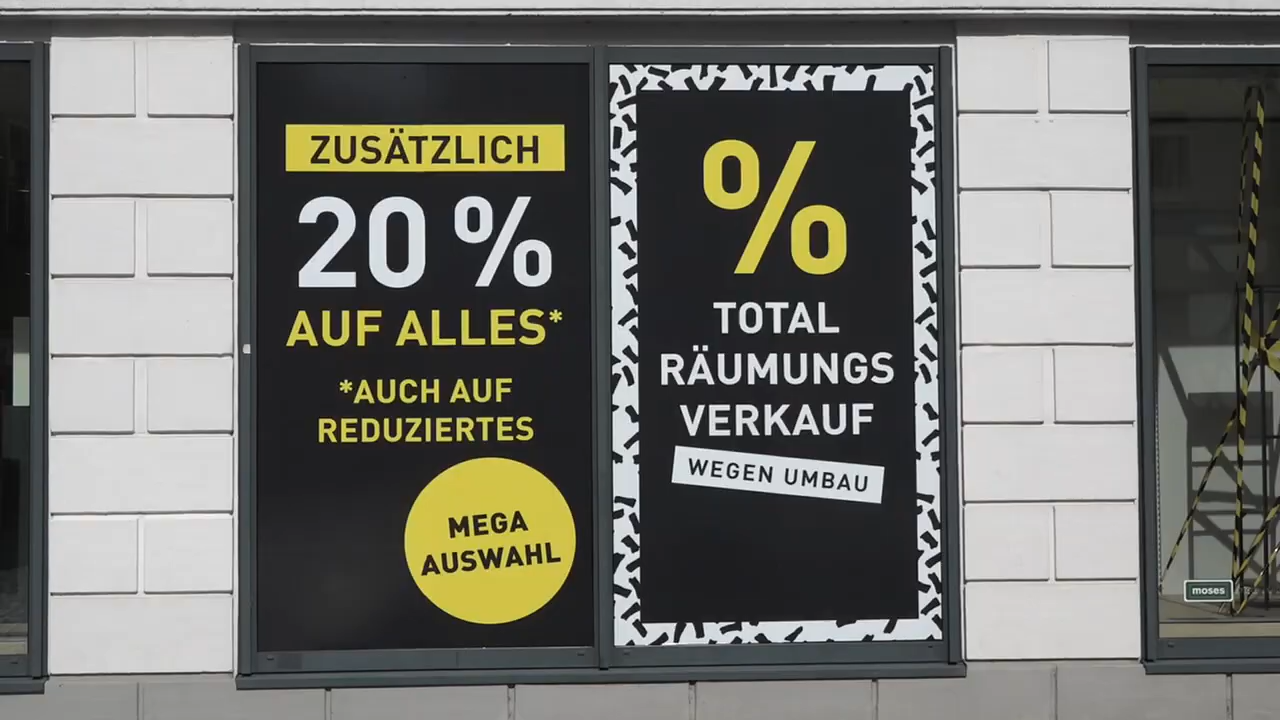 ZUSÄTZLICH
20 %
AUF ALLES*
*AUCH AUF
REDUZIERTES
MEGA
AUSWAHL
%
TOTAL
RÄUMUNGS
VERKAUF
WEGEN UMBAU
moses